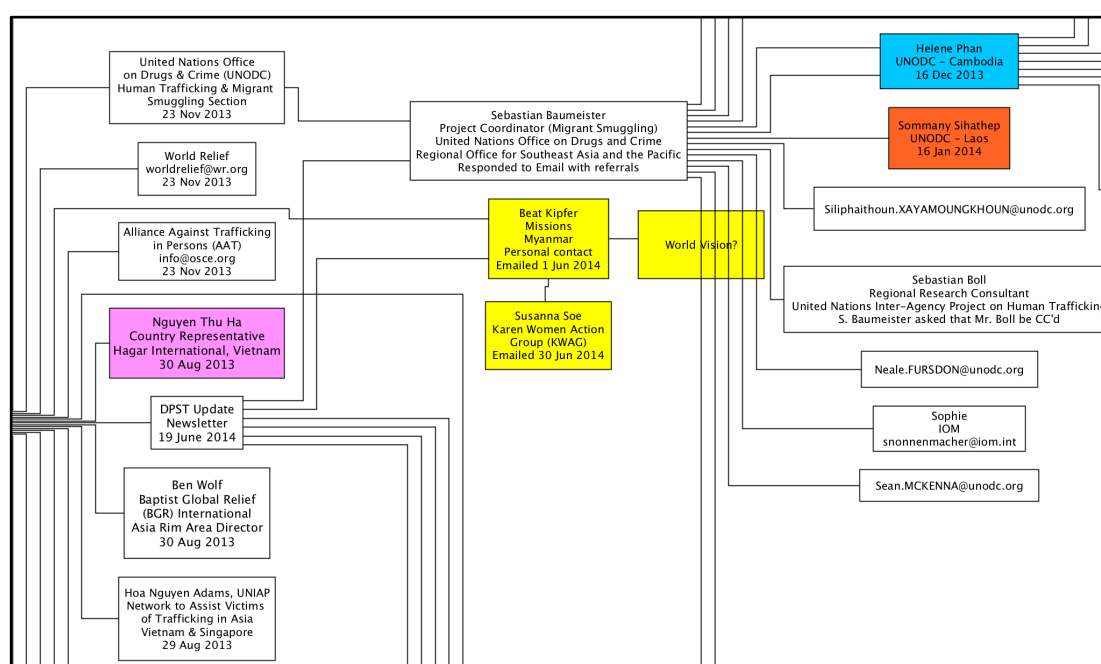 United Nations Office
on Drugs & Crime (UNODC)
Human Trafficking & Migrant
Smuggling Section
23 Nov 2013
World Relief
worldrelief@wr.org
23 Nov 2013
Alliance Against Trafficking
in Persons (AAT)
info@osce.org
23 Nov 2013
Nguyen Thu Ha
Country Representative
Hagar International, Vietnam
30 Aug 2013
DPST Update
Newsletter
19 June 2014
Ben Wolf
Baptist Global Relief
(BGR) International
Asia Rim Area Director
30 Aug 2013
Hoa Nguyen Adams, UNIAP
Network to Assist Victims
of Trafficking in Asia
Vietnam & Singapore
29 Aug 2013
Sebastian Baumeister
Project Coordinator (Migrant Smuggling)
United Nations Office on Drugs and Crime
Regional Office for Southeast Asia and the Pacific
Responded to Email with referrals
Beat Kipfer
Missions
Myanmar
Personal contact
Emailed 1 Jun 2014
World Vision?
Susanna Soe
Karen Women Action
Group (KWAG)
Emailed 30 Jun 2014
Helene Phan
UNODC - Cambodia
16 Dec 2013
Sommany Sihathep
UNODC - Laos
16 Jan 2014
Siliphaithoun.XAYAMOUNGKHOUN@unodc.org
Sebastian Boll
Regional Research Consultant
United Nations Inter-Agency Project on Human Trafficking
S. Baumeister asked that Mr. Boll be CC'd
Neale.FURSDON@unodc.org
Sophie
IOM
snonnenmacher@iom.int
Sean.MCKENNA@unodc.org